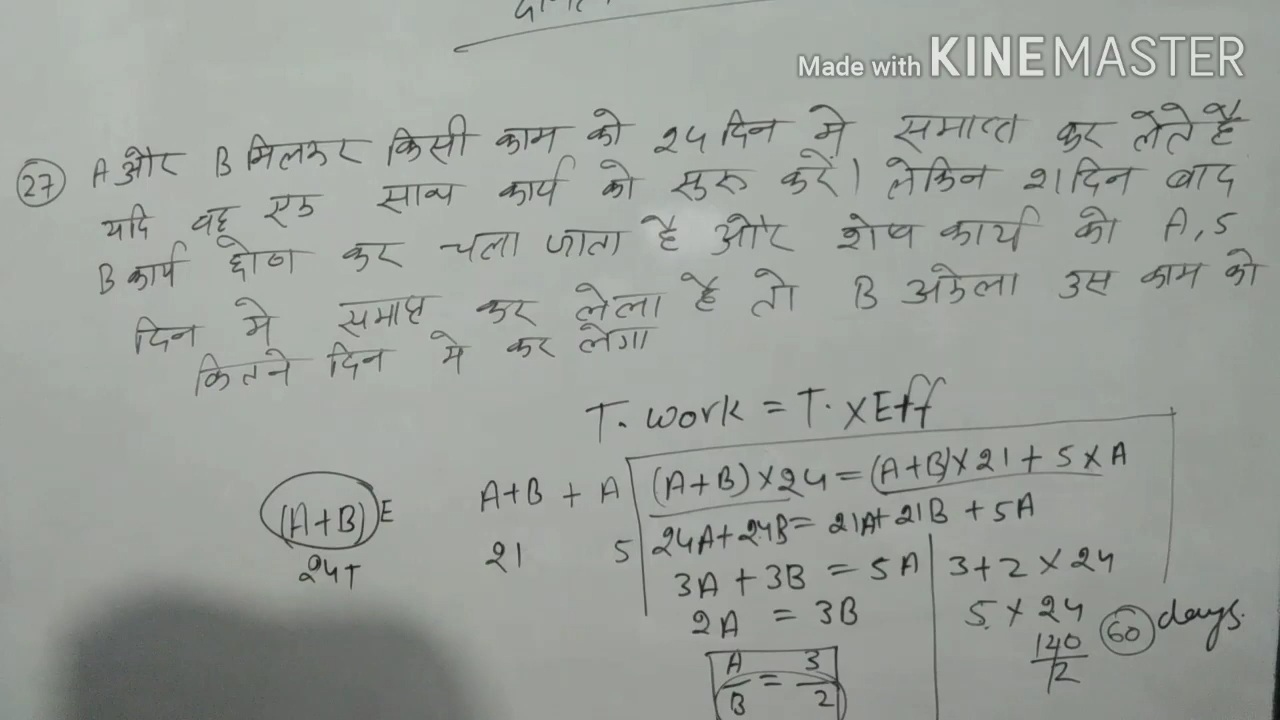 Made with KINEMASTER
(27) A और B मिलकर किसी काम को 24 दिन मे समाप्त कर लेते है
यदि वह एक साथ कार्य को सुरू करें। लेकिन 21 दिन बाद
B कार्य छोण कर चला जाता है और शेष कार्य को A, 5
दिन मे समाप्त कर लेला है तो B अकेला उस काम को
कितने दिन मे कर लेगा
T. work = T. × Eff
(A+B)E
24T
A+B + A
21 5
(A+B)×24 = (A+B)×21 + 5×A
24A+24B = 21A+21B + 5A
3A + 3B = 5A
2A = 3B
A/B = 3/2
3+2 × 24
5 × 24
120/2
60 days.